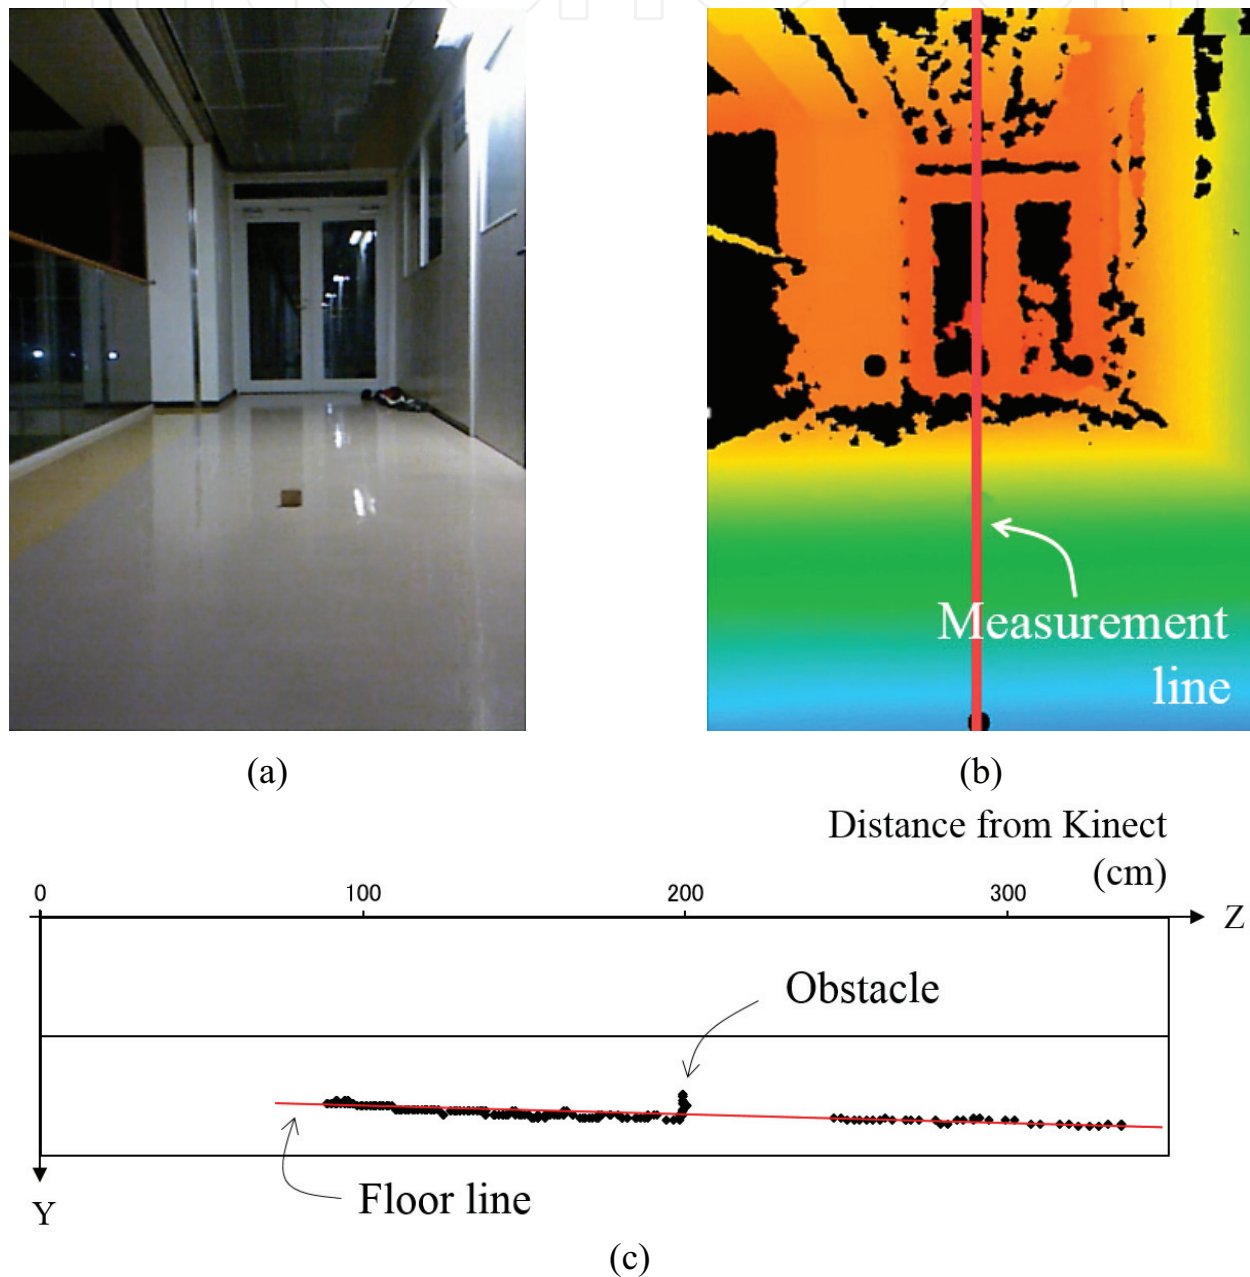 Measurement
line
(a)
(b)
Distance from Kinect
(cm)
0
100
200
300
Z
Obstacle
Floor line
Y
(c)